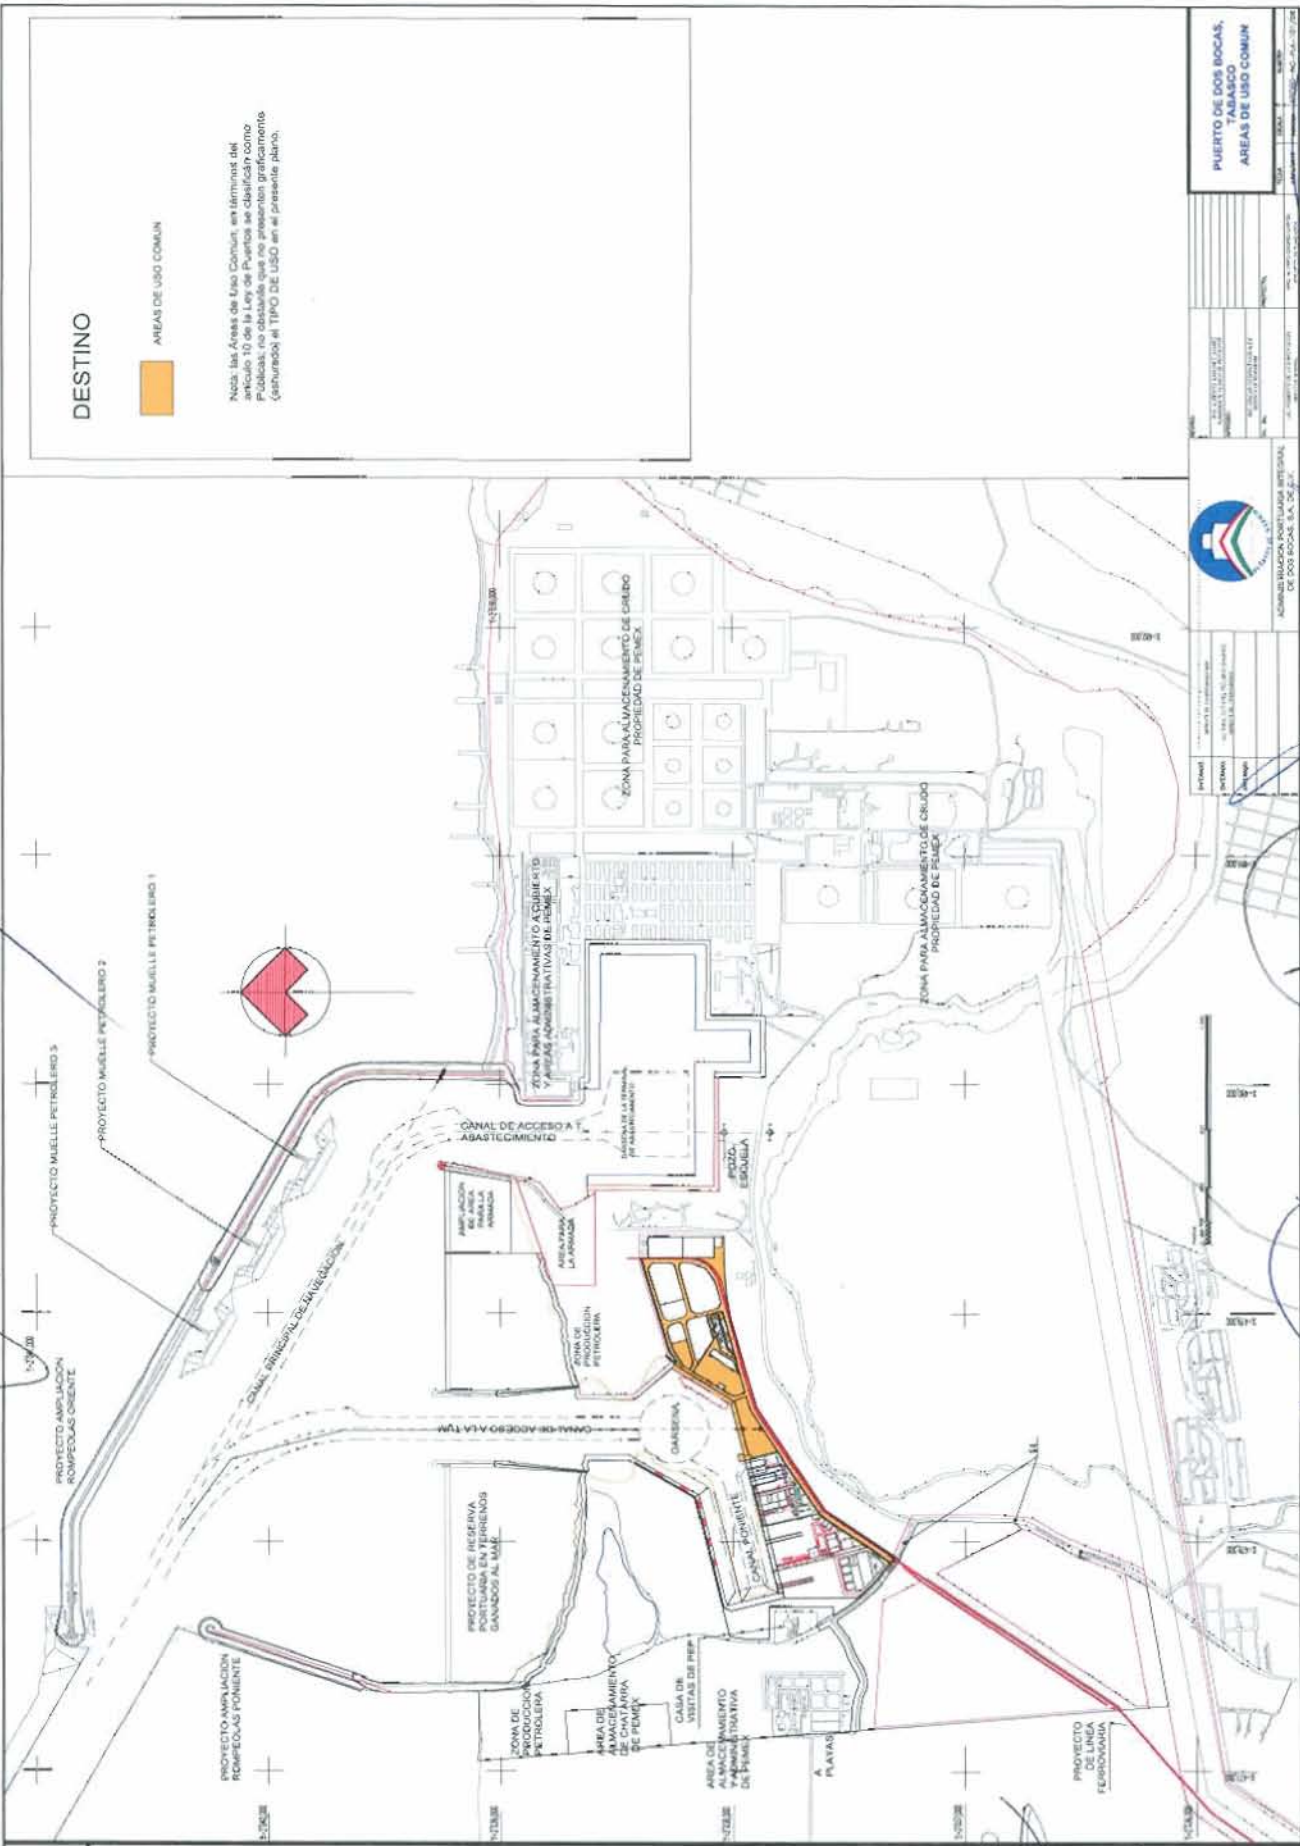 DESTINO
AREAS DE USO COMUN
Nota: las Areas de Uso Común, en términos del
artículo 10 de la Ley de Puertos se clasificán como
Públicas; no obstante que no presenten gráficamente
(ashurado) el TIPO DE USO en el presente plano.
PROYECTO MUELLE PETROLERO 3
PROYECTO MUELLE PETROLERO 2
PROYECTO MUELLE PETROLERO 1
PROYECTO AMPLIACION
ROMPEOLAS ORIENTE
PROYECTO AMPLIACION
ROMPEOLAS PONIENTE
CANAL PRINCIPAL DE NAVEGACION
CANAL DE ACCESO A T.
ABASTECIMIENTO
CANAL DE ACCESO A LA TUM
DARSENA DE LA TERMINAL
DE ABASTECIMIENTO
ZONA PARA ALMACENAMIENTO A CUBIERTO
Y AREAS ADMINISTRATIVAS DE PEMEX
ZONA PARA ALMACENAMIENTO DE CRUDO
PROPIEDAD DE PEMEX
ZONA PARA ALMACENAMIENTO DE CRUDO
PROPIEDAD DE PEMEX
AMPLIACION
DE AREA
PARA LA
ARMADA
AREA PARA
LA ARMADA
POZO
ESCUELA
ZONA DE
PRODUCCION
PETROLERA
DARSENA
CANAL PONIENTE
PROYECTO DE RESERVA
PORTUARIA EN TERRENOS
GANADOS AL MAR
ZONA DE
PRODUCCION
PETROLERA
AREA DE
ALMACENAMIENTO
DE CHATARRA
DE PEMEX
CASA DE
VISITAS DE PEP
AREA DE
ALMACENAMIENTO
Y ADMINISTRATIVA
DE PEMEX
A
PLAYAS
PROYECTO
DE LINEA
FERROVIARIA
ADMINISTRACION PORTUARIA INTEGRAL
DE DOS BOCAS, S.A. DE C.V.
PUERTO DE DOS BOCAS,
TABASCO
AREAS DE USO COMUN